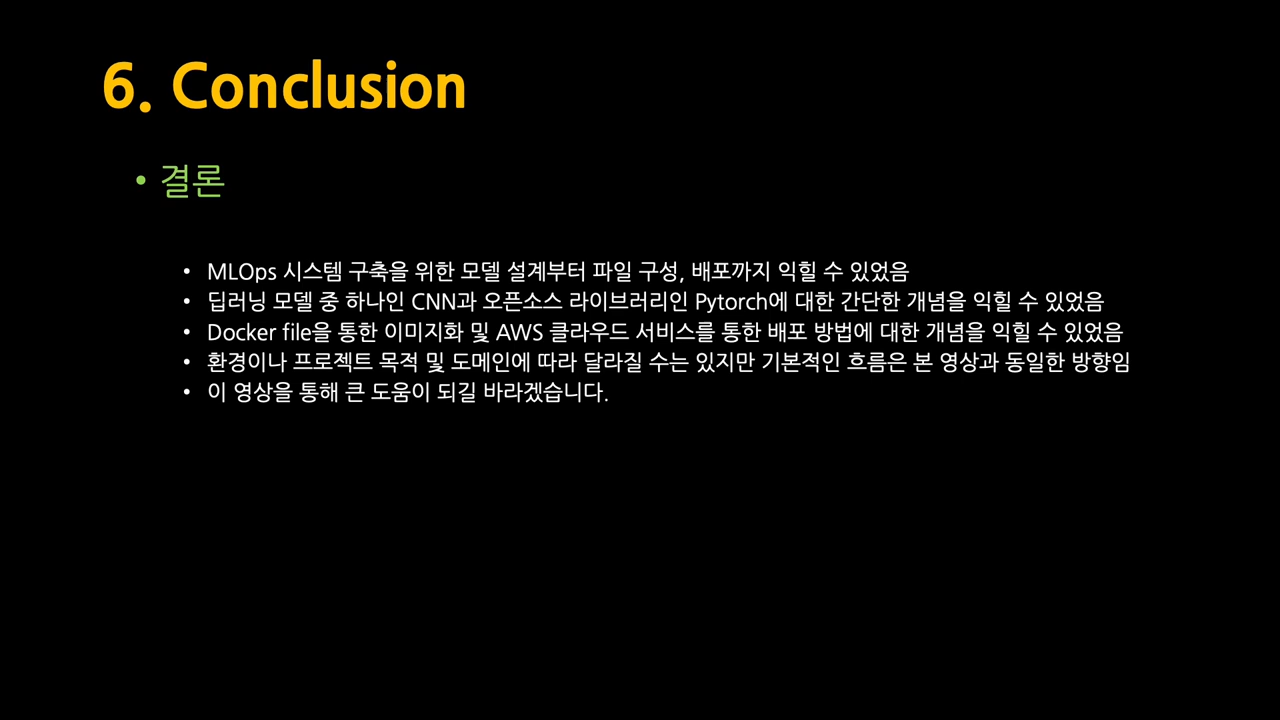 6. Conclusion
• 결론
• MLOps 시스템 구축을 위한 모델 설계부터 파일 구성, 배포까지 익힐 수 있었음
• 딥러닝 모델 중 하나인 CNN과 오픈소스 라이브러리인 Pytorch에 대한 간단한 개념을 익힐 수 있었음
• Docker file을 통한 이미지화 및 AWS 클라우드 서비스를 통한 배포 방법에 대한 개념을 익힐 수 있었음
• 환경이나 프로젝트 목적 및 도메인에 따라 달라질 수는 있지만 기본적인 흐름은 본 영상과 동일한 방향임
• 이 영상을 통해 큰 도움이 되길 바라겠습니다.